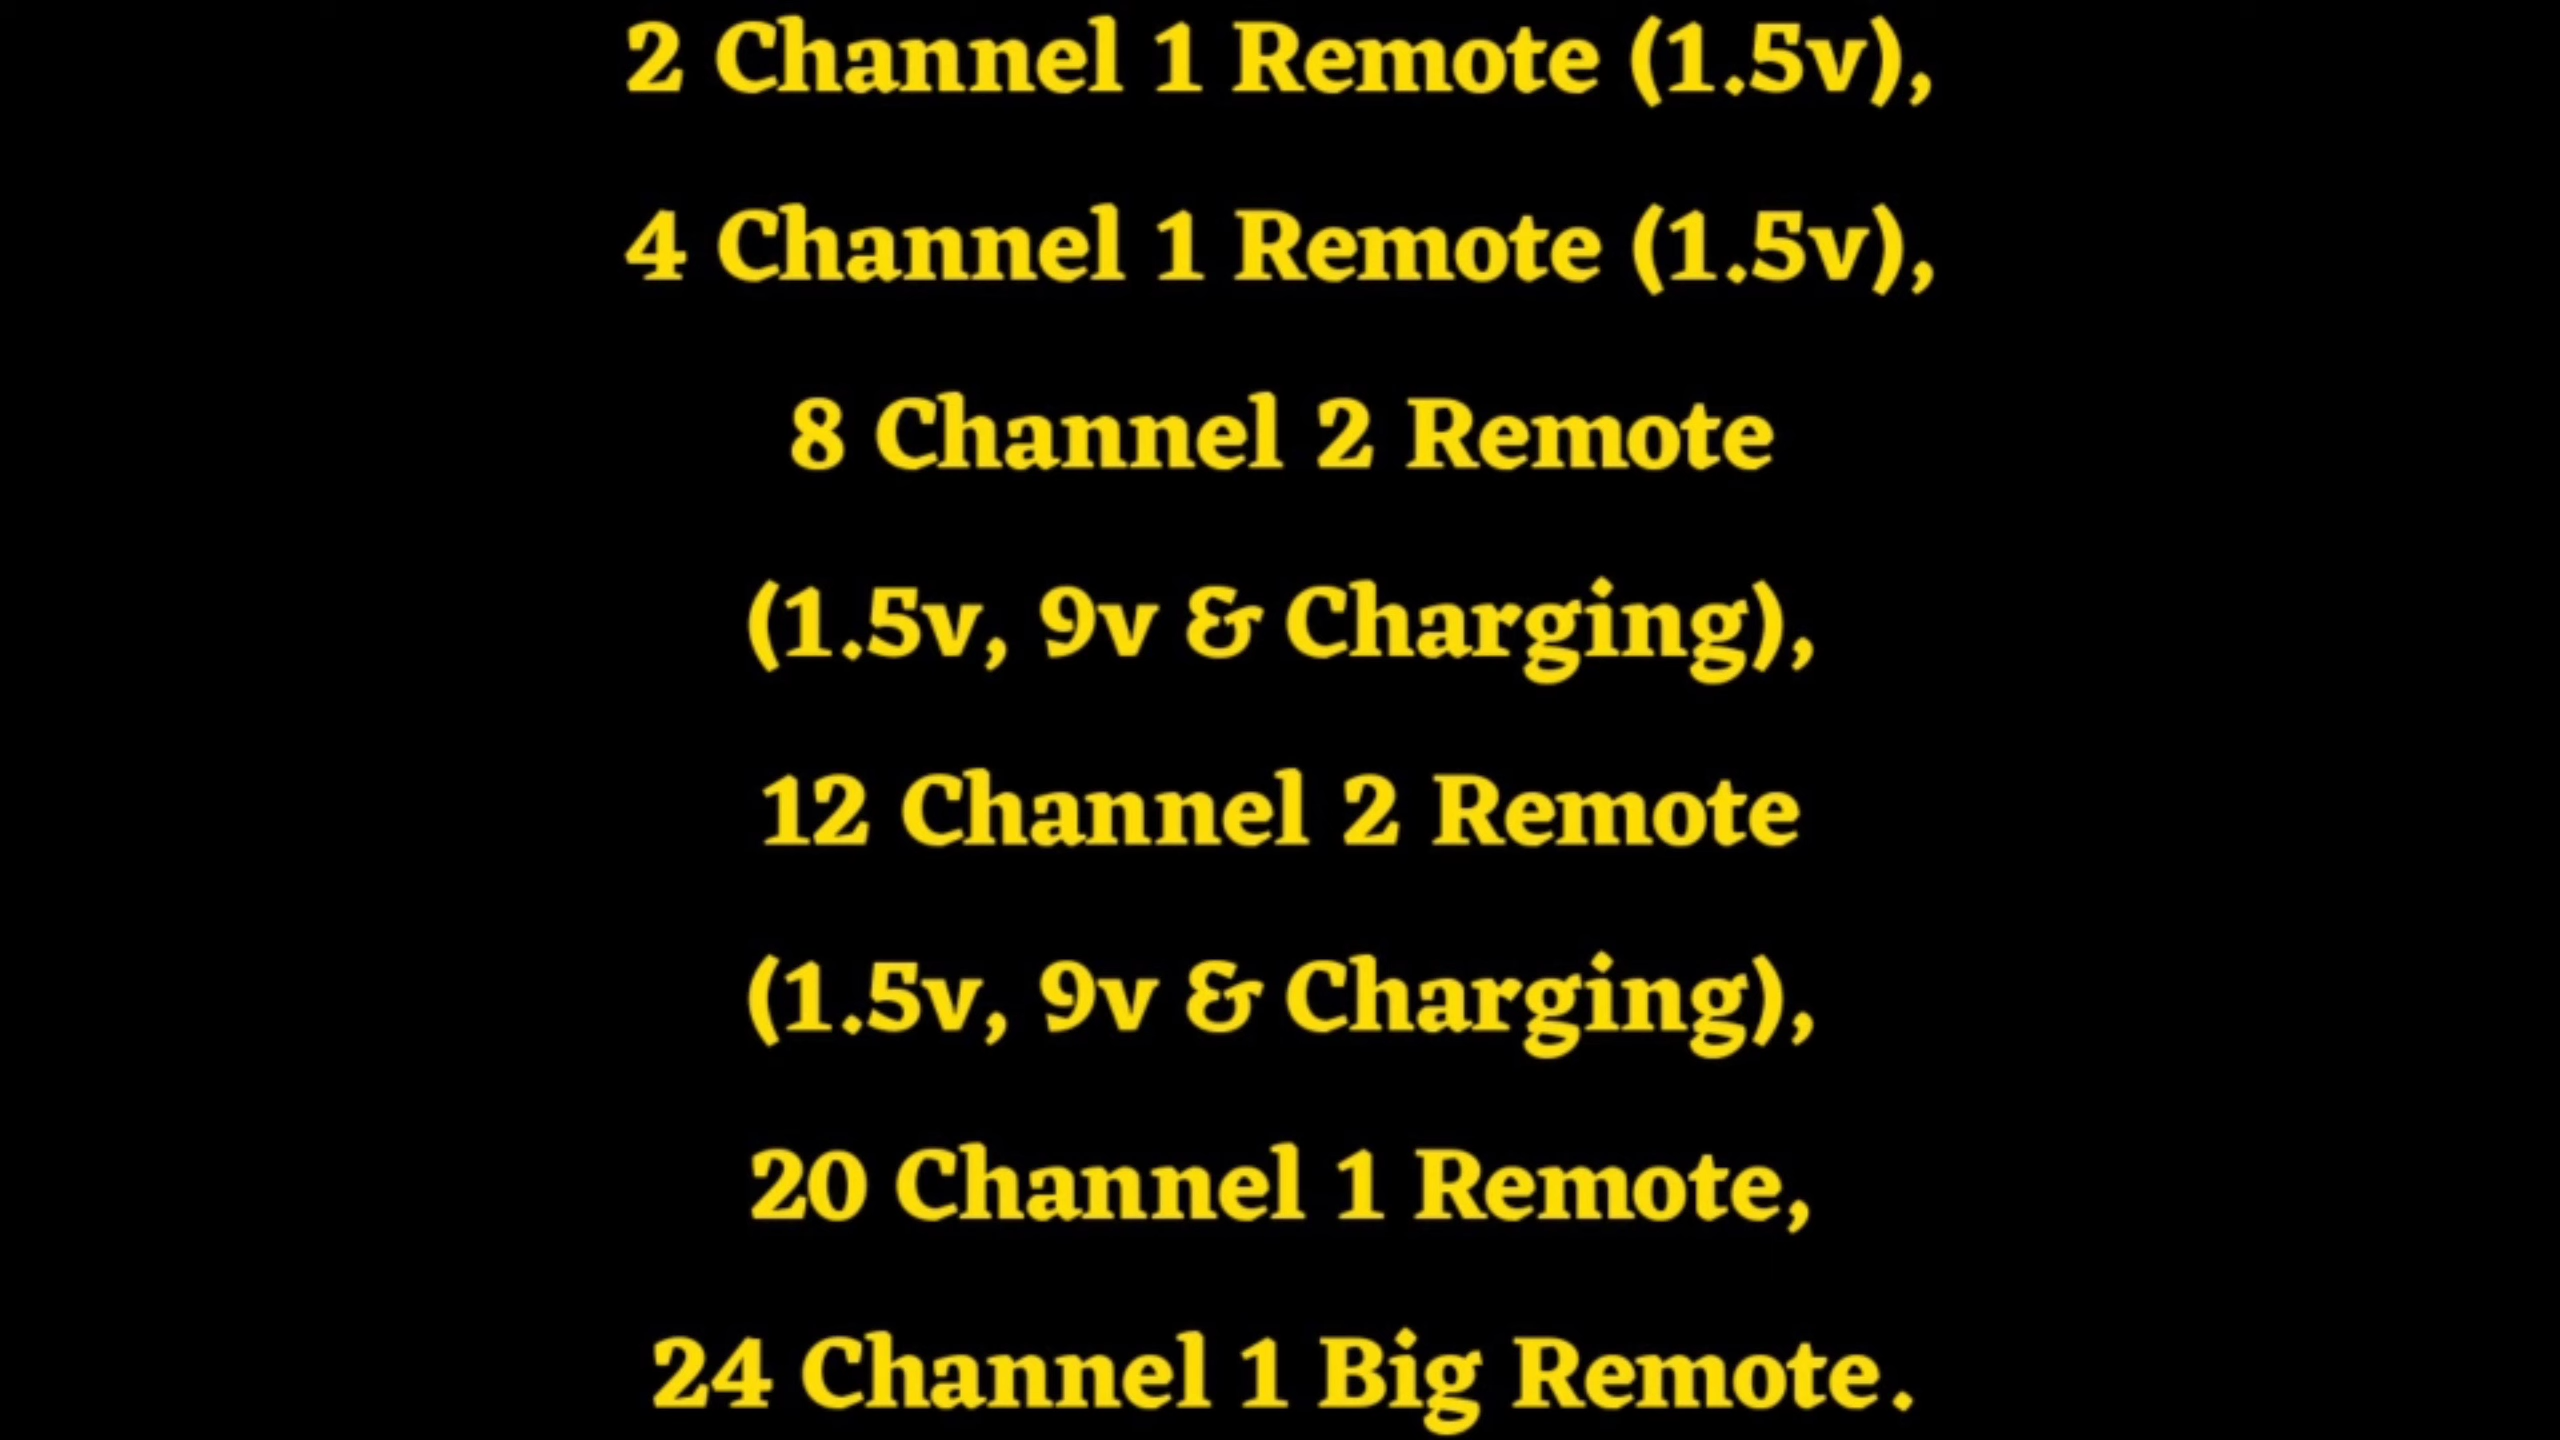 2 Channel 1 Remote (1.5v),
4 Channel 1 Remote (1.5v),
8 Channel 2 Remote
(1.5v, 9v & Charging),
12 Channel 2 Remote
(1.5v, 9v & Charging),
20 Channel 1 Remote,
24 Channel 1 Big Remote.